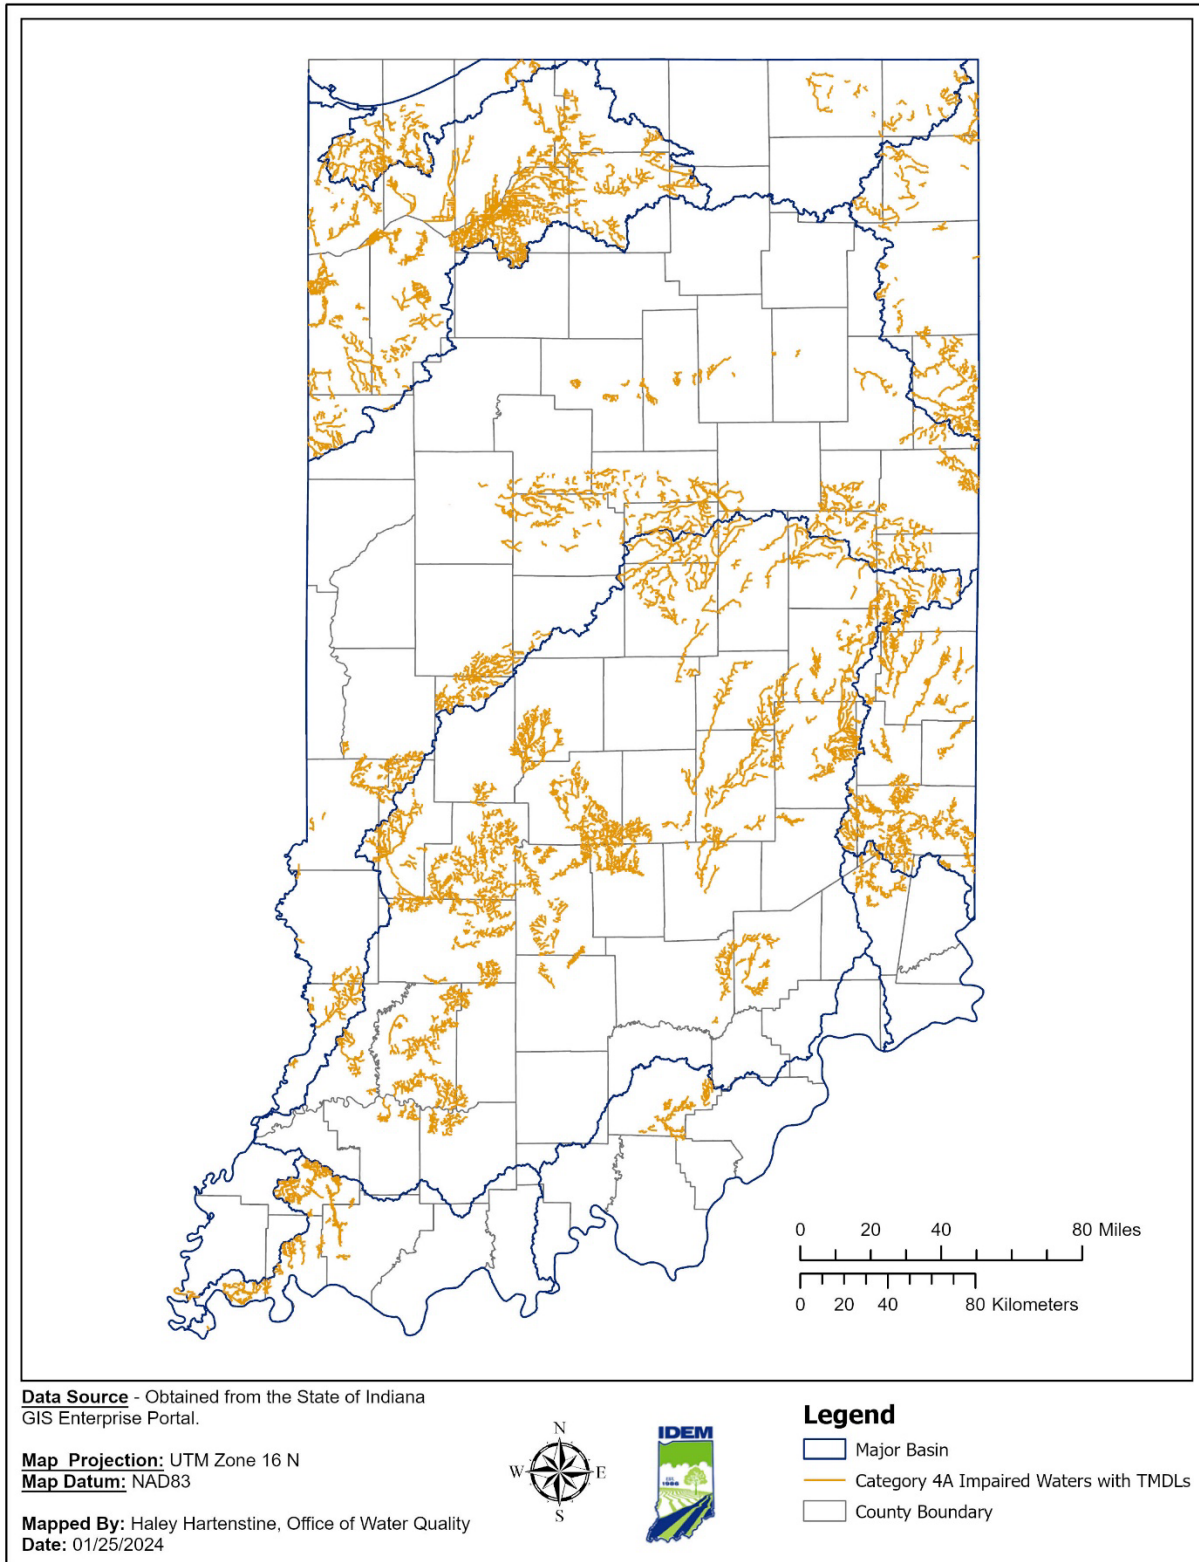 0 20 40 80 Miles
0 20 40 80 Kilometers
Data Source - Obtained from the State of Indiana
GIS Enterprise Portal.
Map Projection: UTM Zone 16 N
Map Datum: NAD83
Mapped By: Haley Hartenstine, Office of Water Quality
Date: 01/25/2024
N
W E
S
IDEM
EST.
1986
Legend
Major Basin
Category 4A Impaired Waters with TMDLs
County Boundary